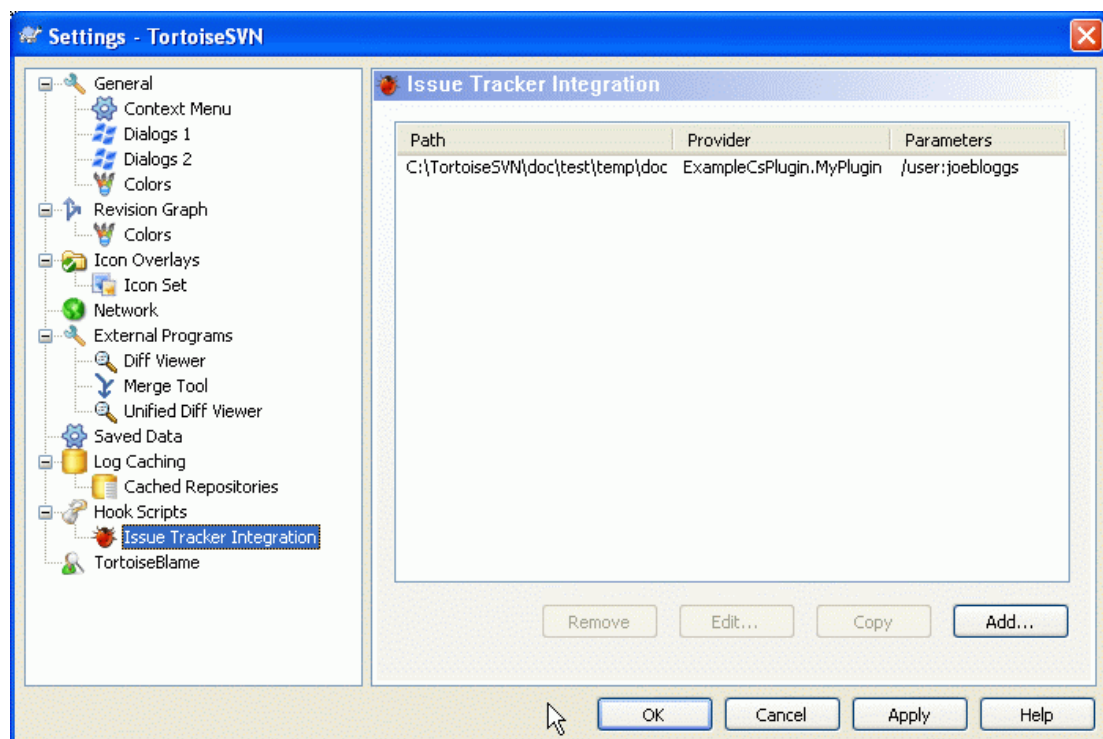 Settings - TortoiseSVN
General
Context Menu
Dialogs 1
Dialogs 2
Colors
Revision Graph
Colors
Icon Overlays
Icon Set
Network
External Programs
Diff Viewer
Merge Tool
Unified Diff Viewer
Saved Data
Log Caching
Cached Repositories
Hook Scripts
Issue Tracker Integration
TortoiseBlame
Issue Tracker Integration
Path Provider Parameters
C:\TortoiseSVN\doc\test\temp\doc ExampleCsPlugin.MyPlugin /user:joebloggs
Remove Edit... Copy Add...
OK Cancel Apply Help